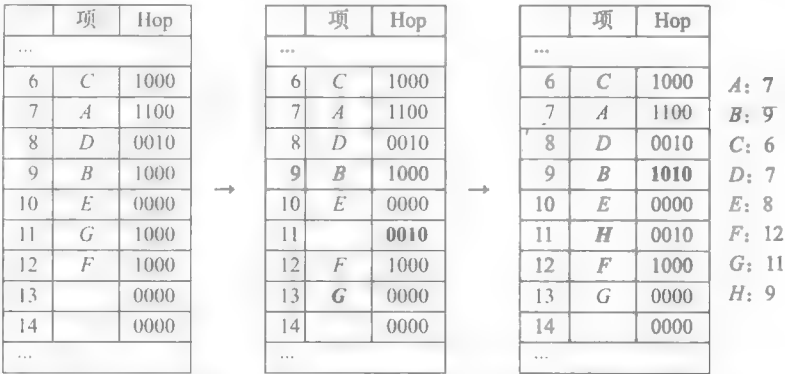 项 Hop
...
6 C 1000
7 A 1100
8 D 0010
9 B 1000
10 E 0000
11 G 1000
12 F 1000
13 0000
14 0000
...
→
项 Hop
...
6 C 1000
7 A 1100
8 D 0010
9 B 1000
10 E 0000
11 0010
12 F 1000
13 G 0000
14 0000
...
→
项 Hop
...
6 C 1000
7 A 1100
8 D 0010
9 B 1010
10 E 0000
11 H 0010
12 F 1000
13 G 0000
14 0000
...
A: 7
B: 9
C: 6
D: 7
E: 8
F: 12
G: 11
H: 9